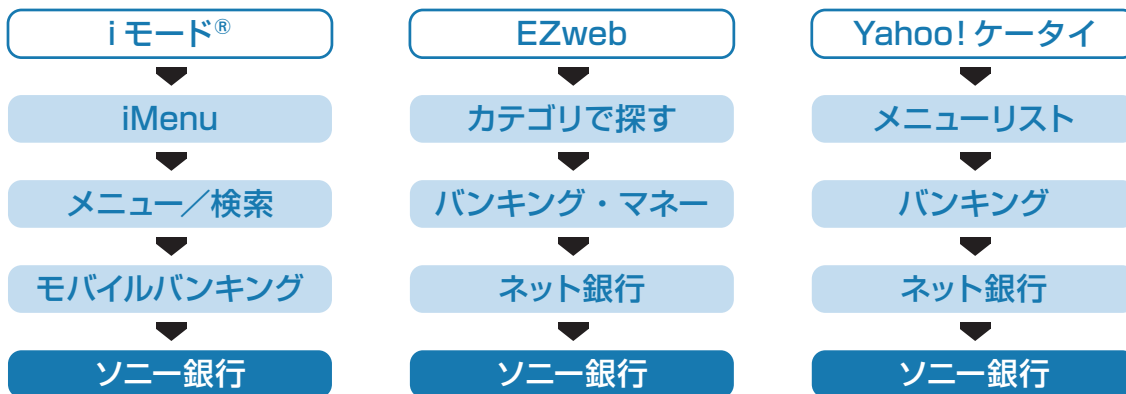 iモード®
iMenu
メニュー／検索
モバイルバンキング
ソニー銀行
EZweb
カテゴリで探す
バンキング・マネー
ネット銀行
ソニー銀行
Yahoo!ケータイ
メニューリスト
バンキング
ネット銀行
ソニー銀行